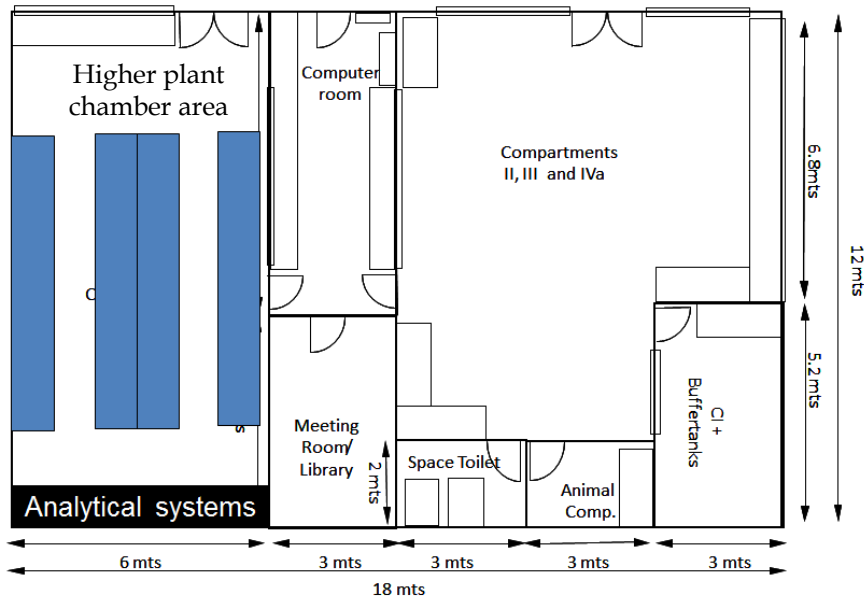 Higher plant
chamber area
Computer
room
Compartments
II, III and IVa
6.8mts
12 mts
5.2 mts
CI +
Buffertanks
Meeting
Room/
Library
2 mts
Space Toilet
Animal
Comp.
Analytical systems
6 mts
3 mts
3 mts
3 mts
3 mts
18 mts